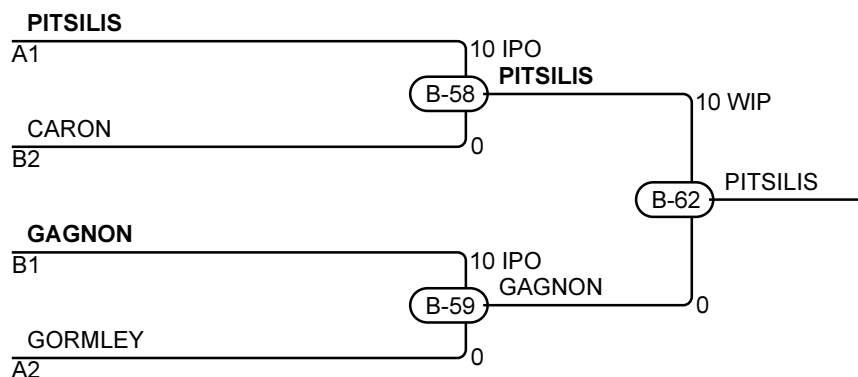 PITSILIS
A1
10 IPO
B-58
PITSILIS
CARON
B2
0
10 WIP
B-62
PITSILIS
GAGNON
B1
10 IPO
B-59
GAGNON
0
GORMLEY
A2
0